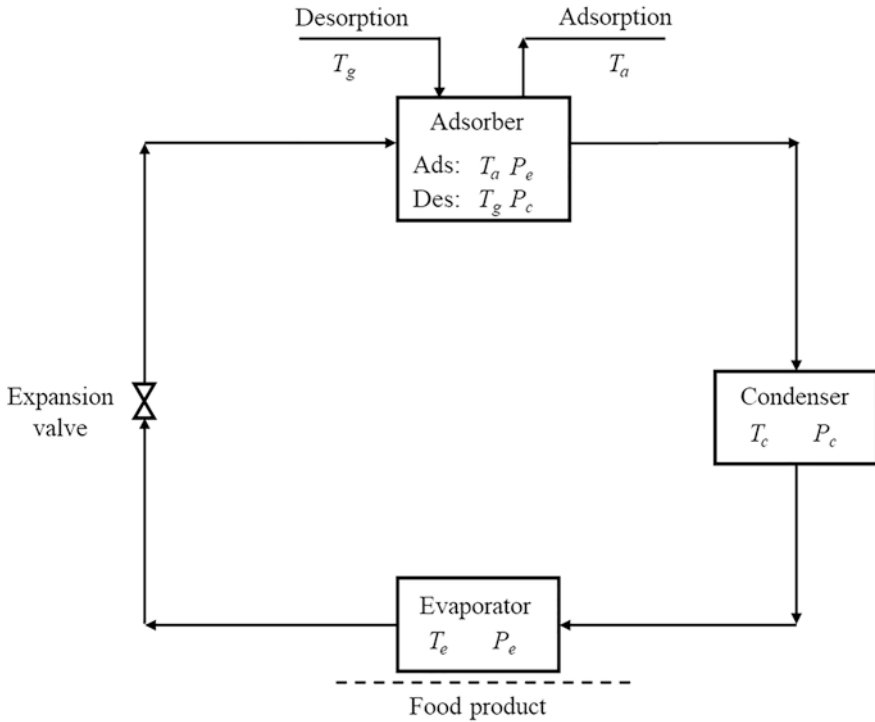 Desorption
Adsorption
T_g
T_a
Adsorber
Ads: T_a P_e
Des: T_g P_c
Expansion
valve
Condenser
T_c P_c
Evaporator
T_e P_e
Food product